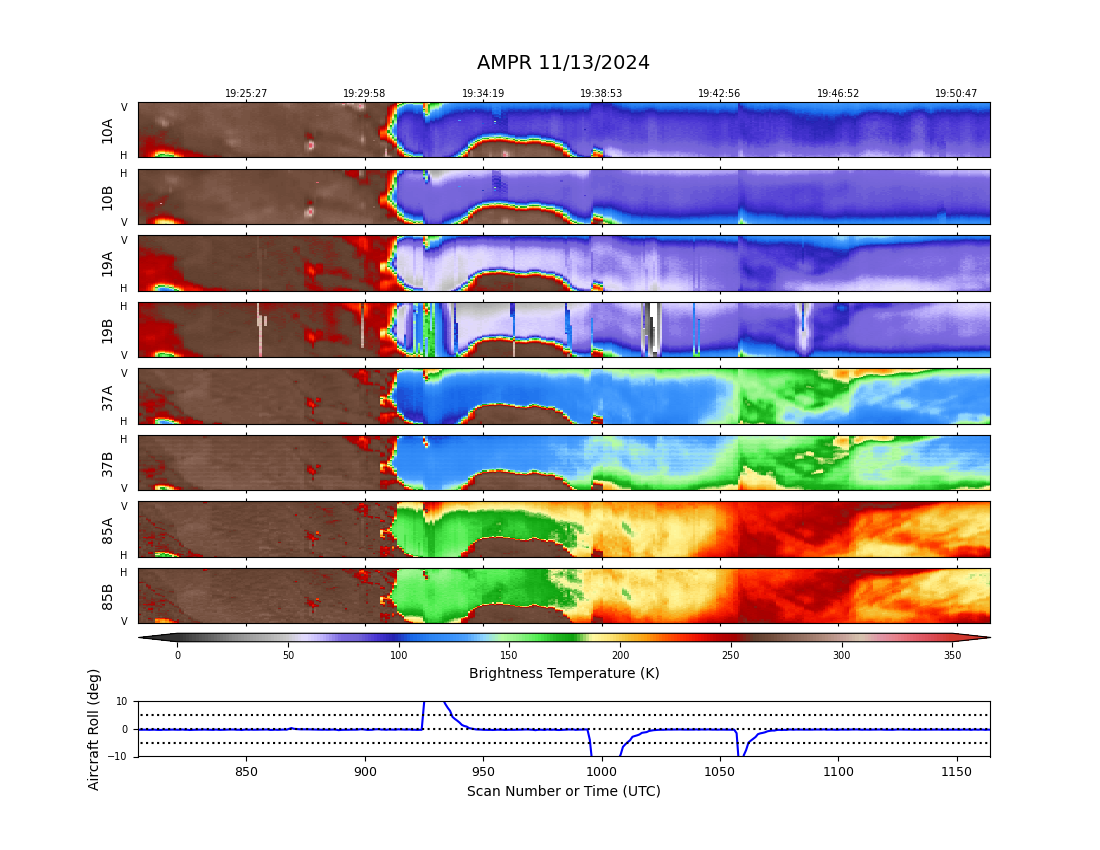 AMPR 11/13/2024
19:25:27 19:29:58 19:34:19 19:38:53 19:42:56 19:46:52 19:50:47
V
10A
H
H
10B
V
V
19A
H
H
19B
V
V
37A
H
H
37B
V
V
85A
H
H
85B
V
0 50 100 150 200 250 300 350
Brightness Temperature (K)
Aircraft Roll (deg)
10
0
−10
850 900 950 1000 1050 1100 1150
Scan Number or Time (UTC)